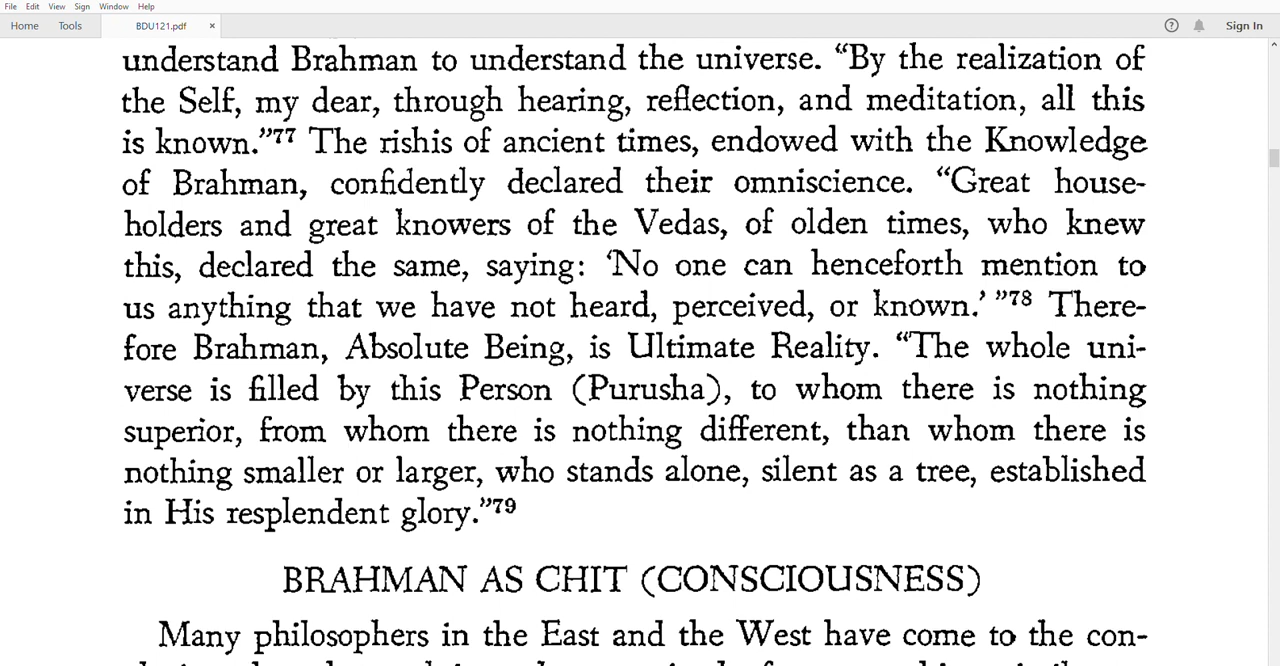 File Edit View Sign Window Help
Home Tools BDU121.pdf × ? Sign In
understand Brahman to understand the universe. “By the realization of
the Self, my dear, through hearing, reflection, and meditation, all this
is known.”77 The rishis of ancient times, endowed with the Knowledge
of Brahman, confidently declared their omniscience. “Great house-
holders and great knowers of the Vedas, of olden times, who knew
this, declared the same, saying: ‘No one can henceforth mention to
us anything that we have not heard, perceived, or known.’ ”78 There-
fore Brahman, Absolute Being, is Ultimate Reality. “The whole uni-
verse is filled by this Person (Purusha), to whom there is nothing
superior, from whom there is nothing different, than whom there is
nothing smaller or larger, who stands alone, silent as a tree, established
in His resplendent glory.”79
BRAHMAN AS CHIT (CONSCIOUSNESS)
Many philosophers in the East and the West have come to the con-